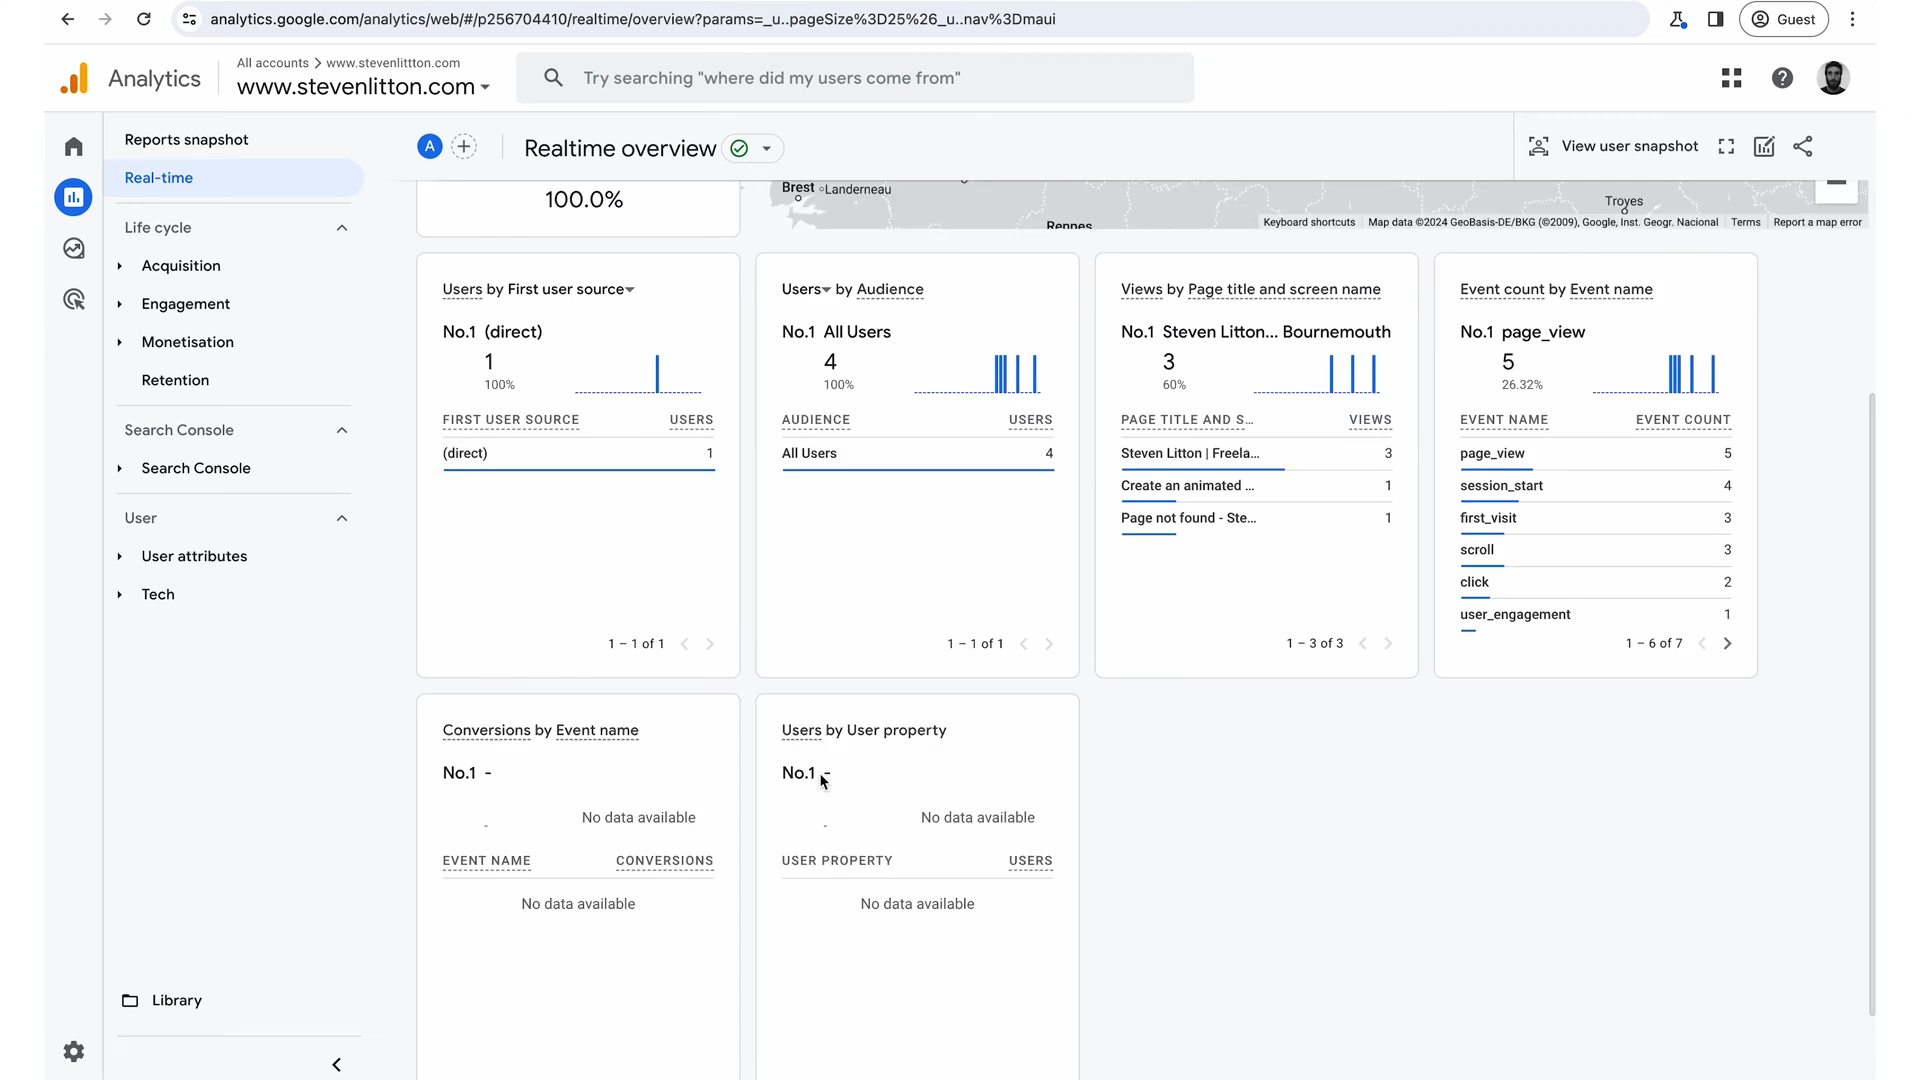 analytics.google.com/analytics/web/#/p256704410/realtime/overview?params=_u..pageSize%3D25%26_u..nav%3Dmaui
Guest
Analytics
All accounts > www.stevenlittton.com
www.stevenlitton.com
Try searching "where did my users come from"
Reports snapshot
Real-time
Life cycle
Acquisition
Engagement
Monetisation
Retention
Search Console
Search Console
User
User attributes
Tech
Library
A
Realtime overview
View user snapshot
100.0%
Brest
Landerneau
Rennes
Troyes
Keyboard shortcuts
Map data ©2024 GeoBasis-DE/BKG (©2009), Google, Inst. Geogr. Nacional
Terms
Report a map error
Users by First user source
No.1 (direct)
1
100%
FIRST USER SOURCE USERS
(direct) 1
1 – 1 of 1
Users by Audience
No.1 All Users
4
100%
AUDIENCE USERS
All Users 4
1 – 1 of 1
Views by Page title and screen name
No.1 Steven Litton... Bournemouth
3
60%
PAGE TITLE AND S... VIEWS
Steven Litton | Freela... 3
Create an animated ... 1
Page not found - Ste... 1
1 – 3 of 3
Event count by Event name
No.1 page_view
5
26.32%
EVENT NAME EVENT COUNT
page_view 5
session_start 4
first_visit 3
scroll 3
click 2
user_engagement 1
1 – 6 of 7
Conversions by Event name
No.1 -
-
No data available
EVENT NAME CONVERSIONS
No data available
Users by User property
No.1 -
-
No data available
USER PROPERTY USERS
No data available